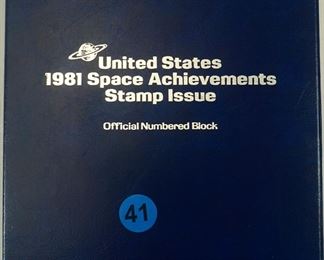 United States
1981 Space Achievements
Stamp Issue
Official Numbered Block
41